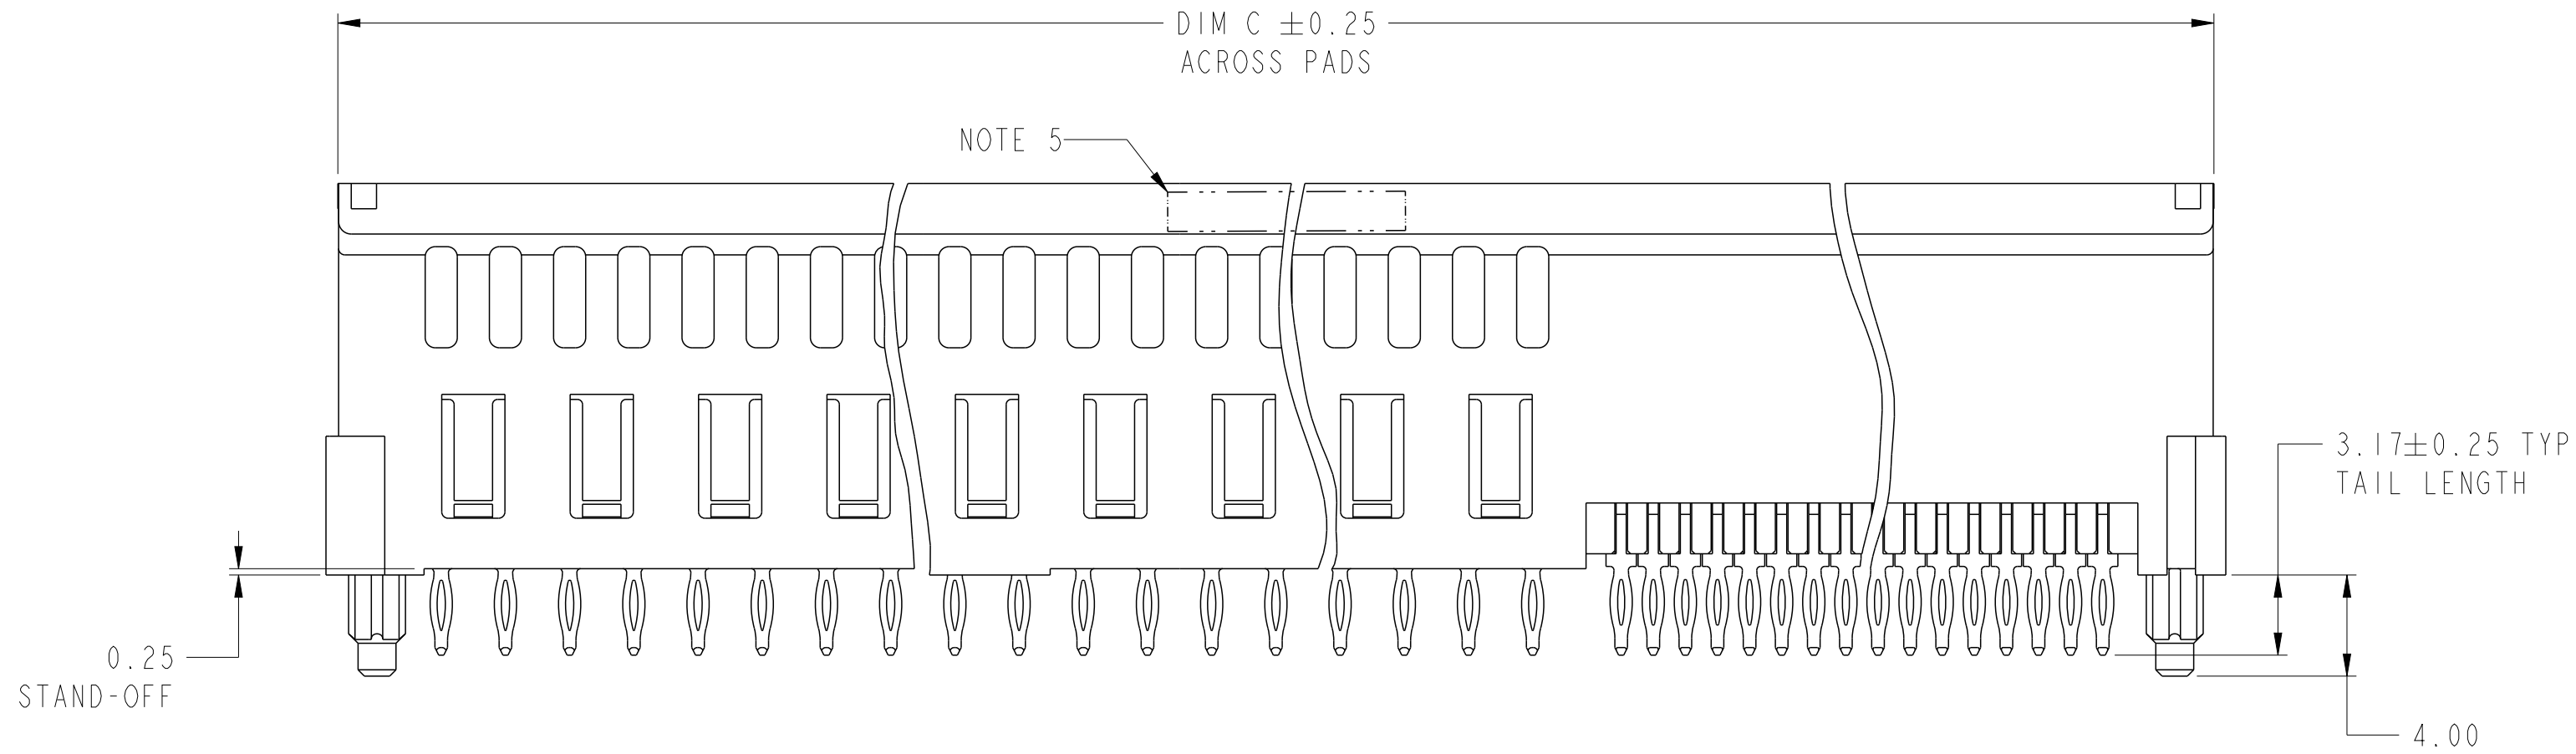 DIM C ±0.25
ACROSS PADS
NOTE 5
3.17±0.25 TYP
TAIL LENGTH
0.25
STAND-OFF
4.00